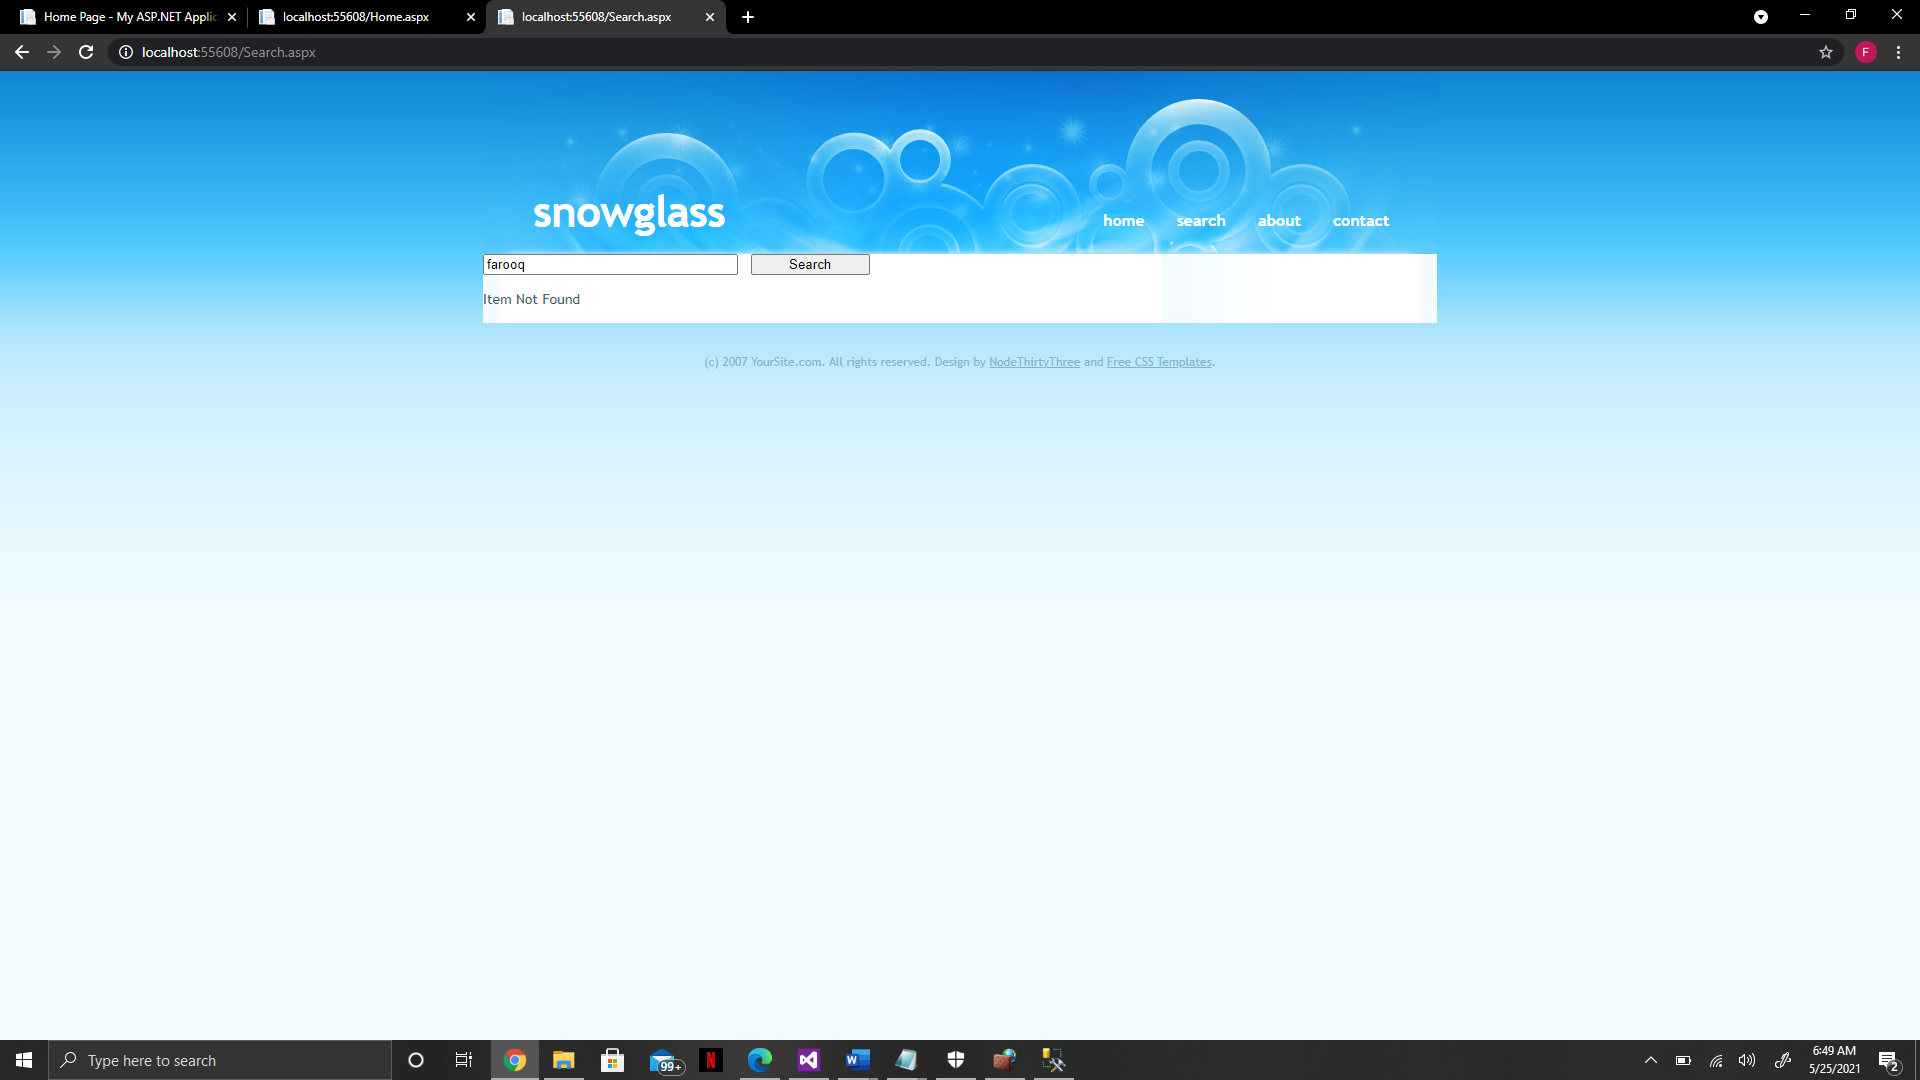 Home Page - My ASP.NET Applic
localhost:55608/Home.aspx
localhost:55608/Search.aspx
localhost:55608/Search.aspx
F
snowglass
home search about contact
farooq Search
Item Not Found
(c) 2007 YourSite.com. All rights reserved. Design by NodeThirtyThree and Free CSS Templates.
Type here to search
99+
N
W
6:49 AM
5/25/2021
2